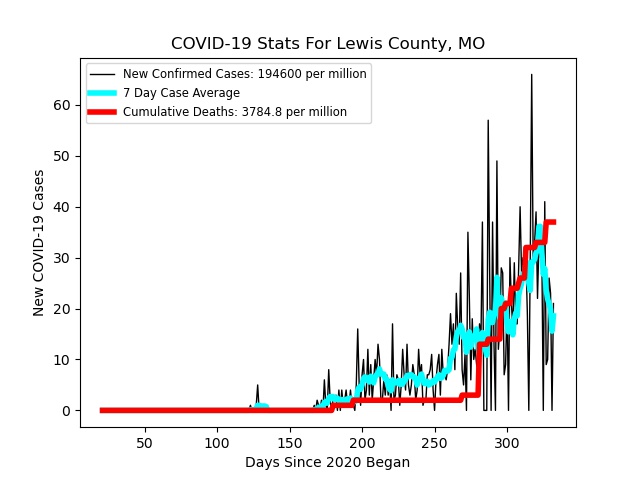 COVID-19 Stats For Lewis County, MO
New Confirmed Cases: 194600 per million
7 Day Case Average
Cumulative Deaths: 3784.8 per million
New COVID-19 Cases
60
50
40
30
20
10
0
50
100
150
200
250
300
Days Since 2020 Began